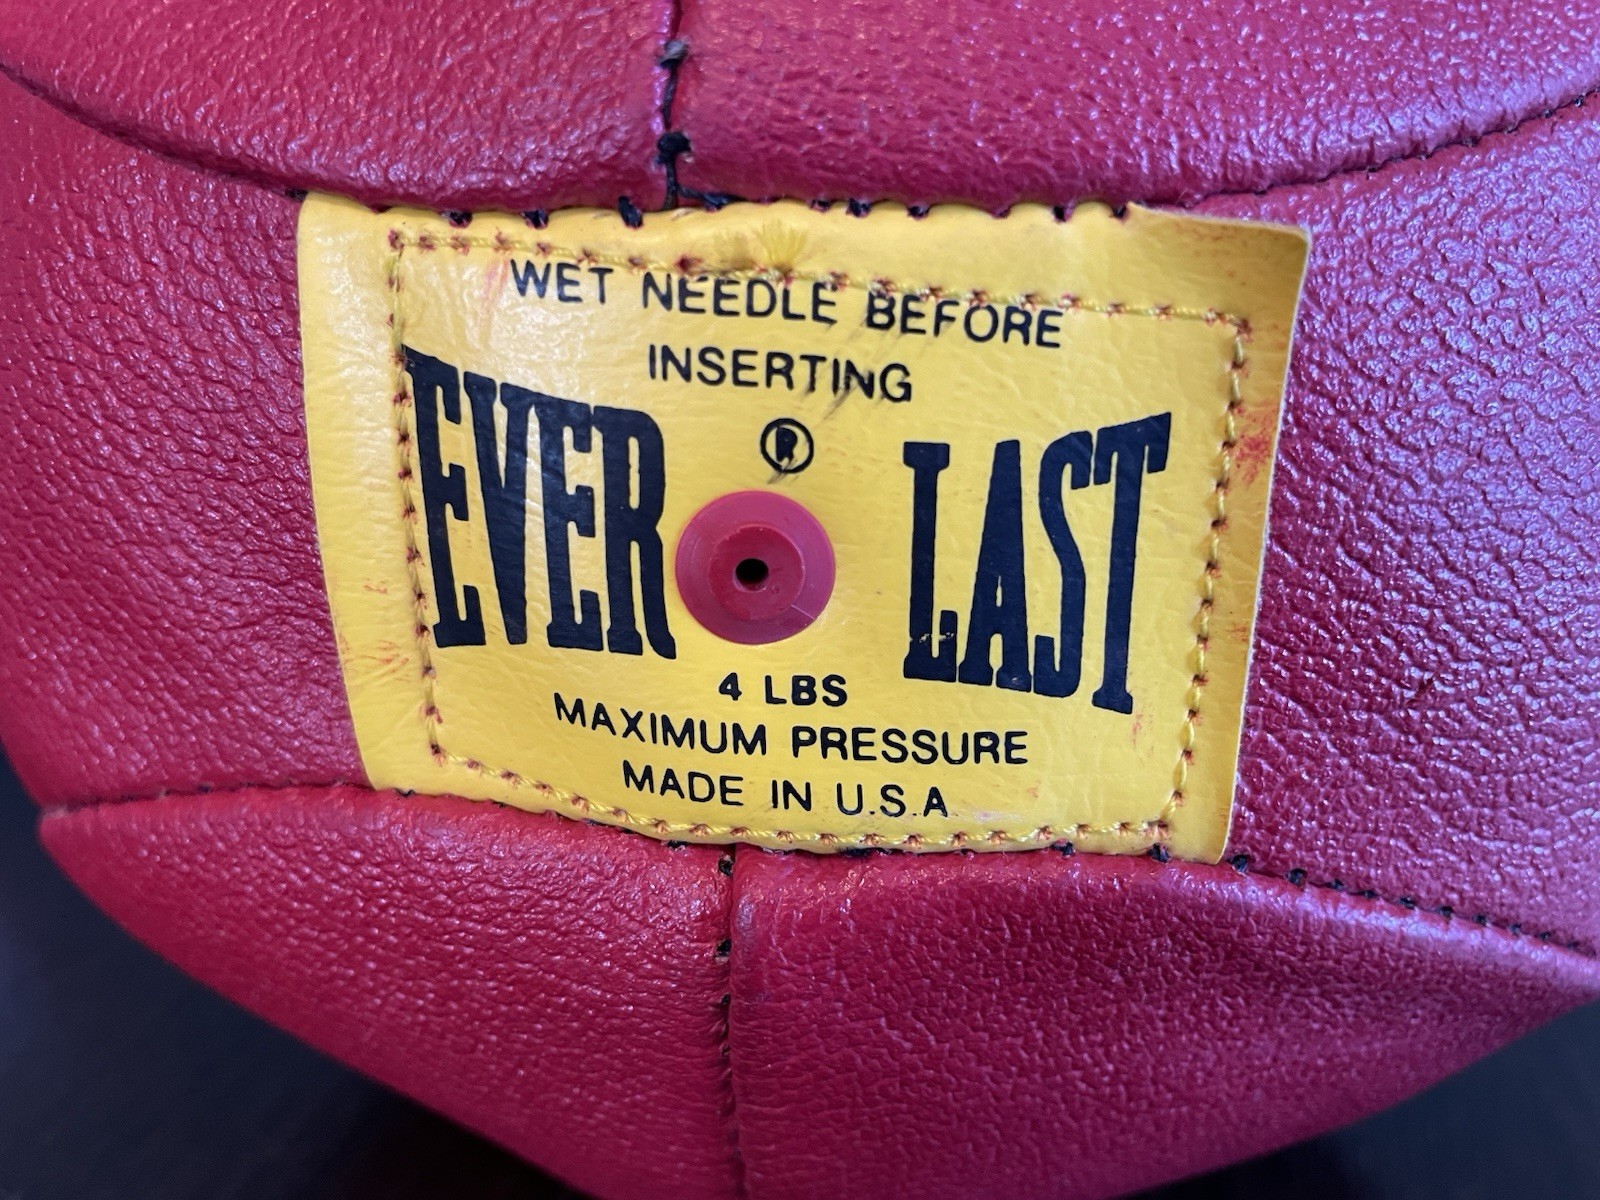 WET NEEDLE BEFORE
INSERTING
®
EVER LAST
4 LBS
MAXIMUM PRESSURE
MADE IN U.S.A